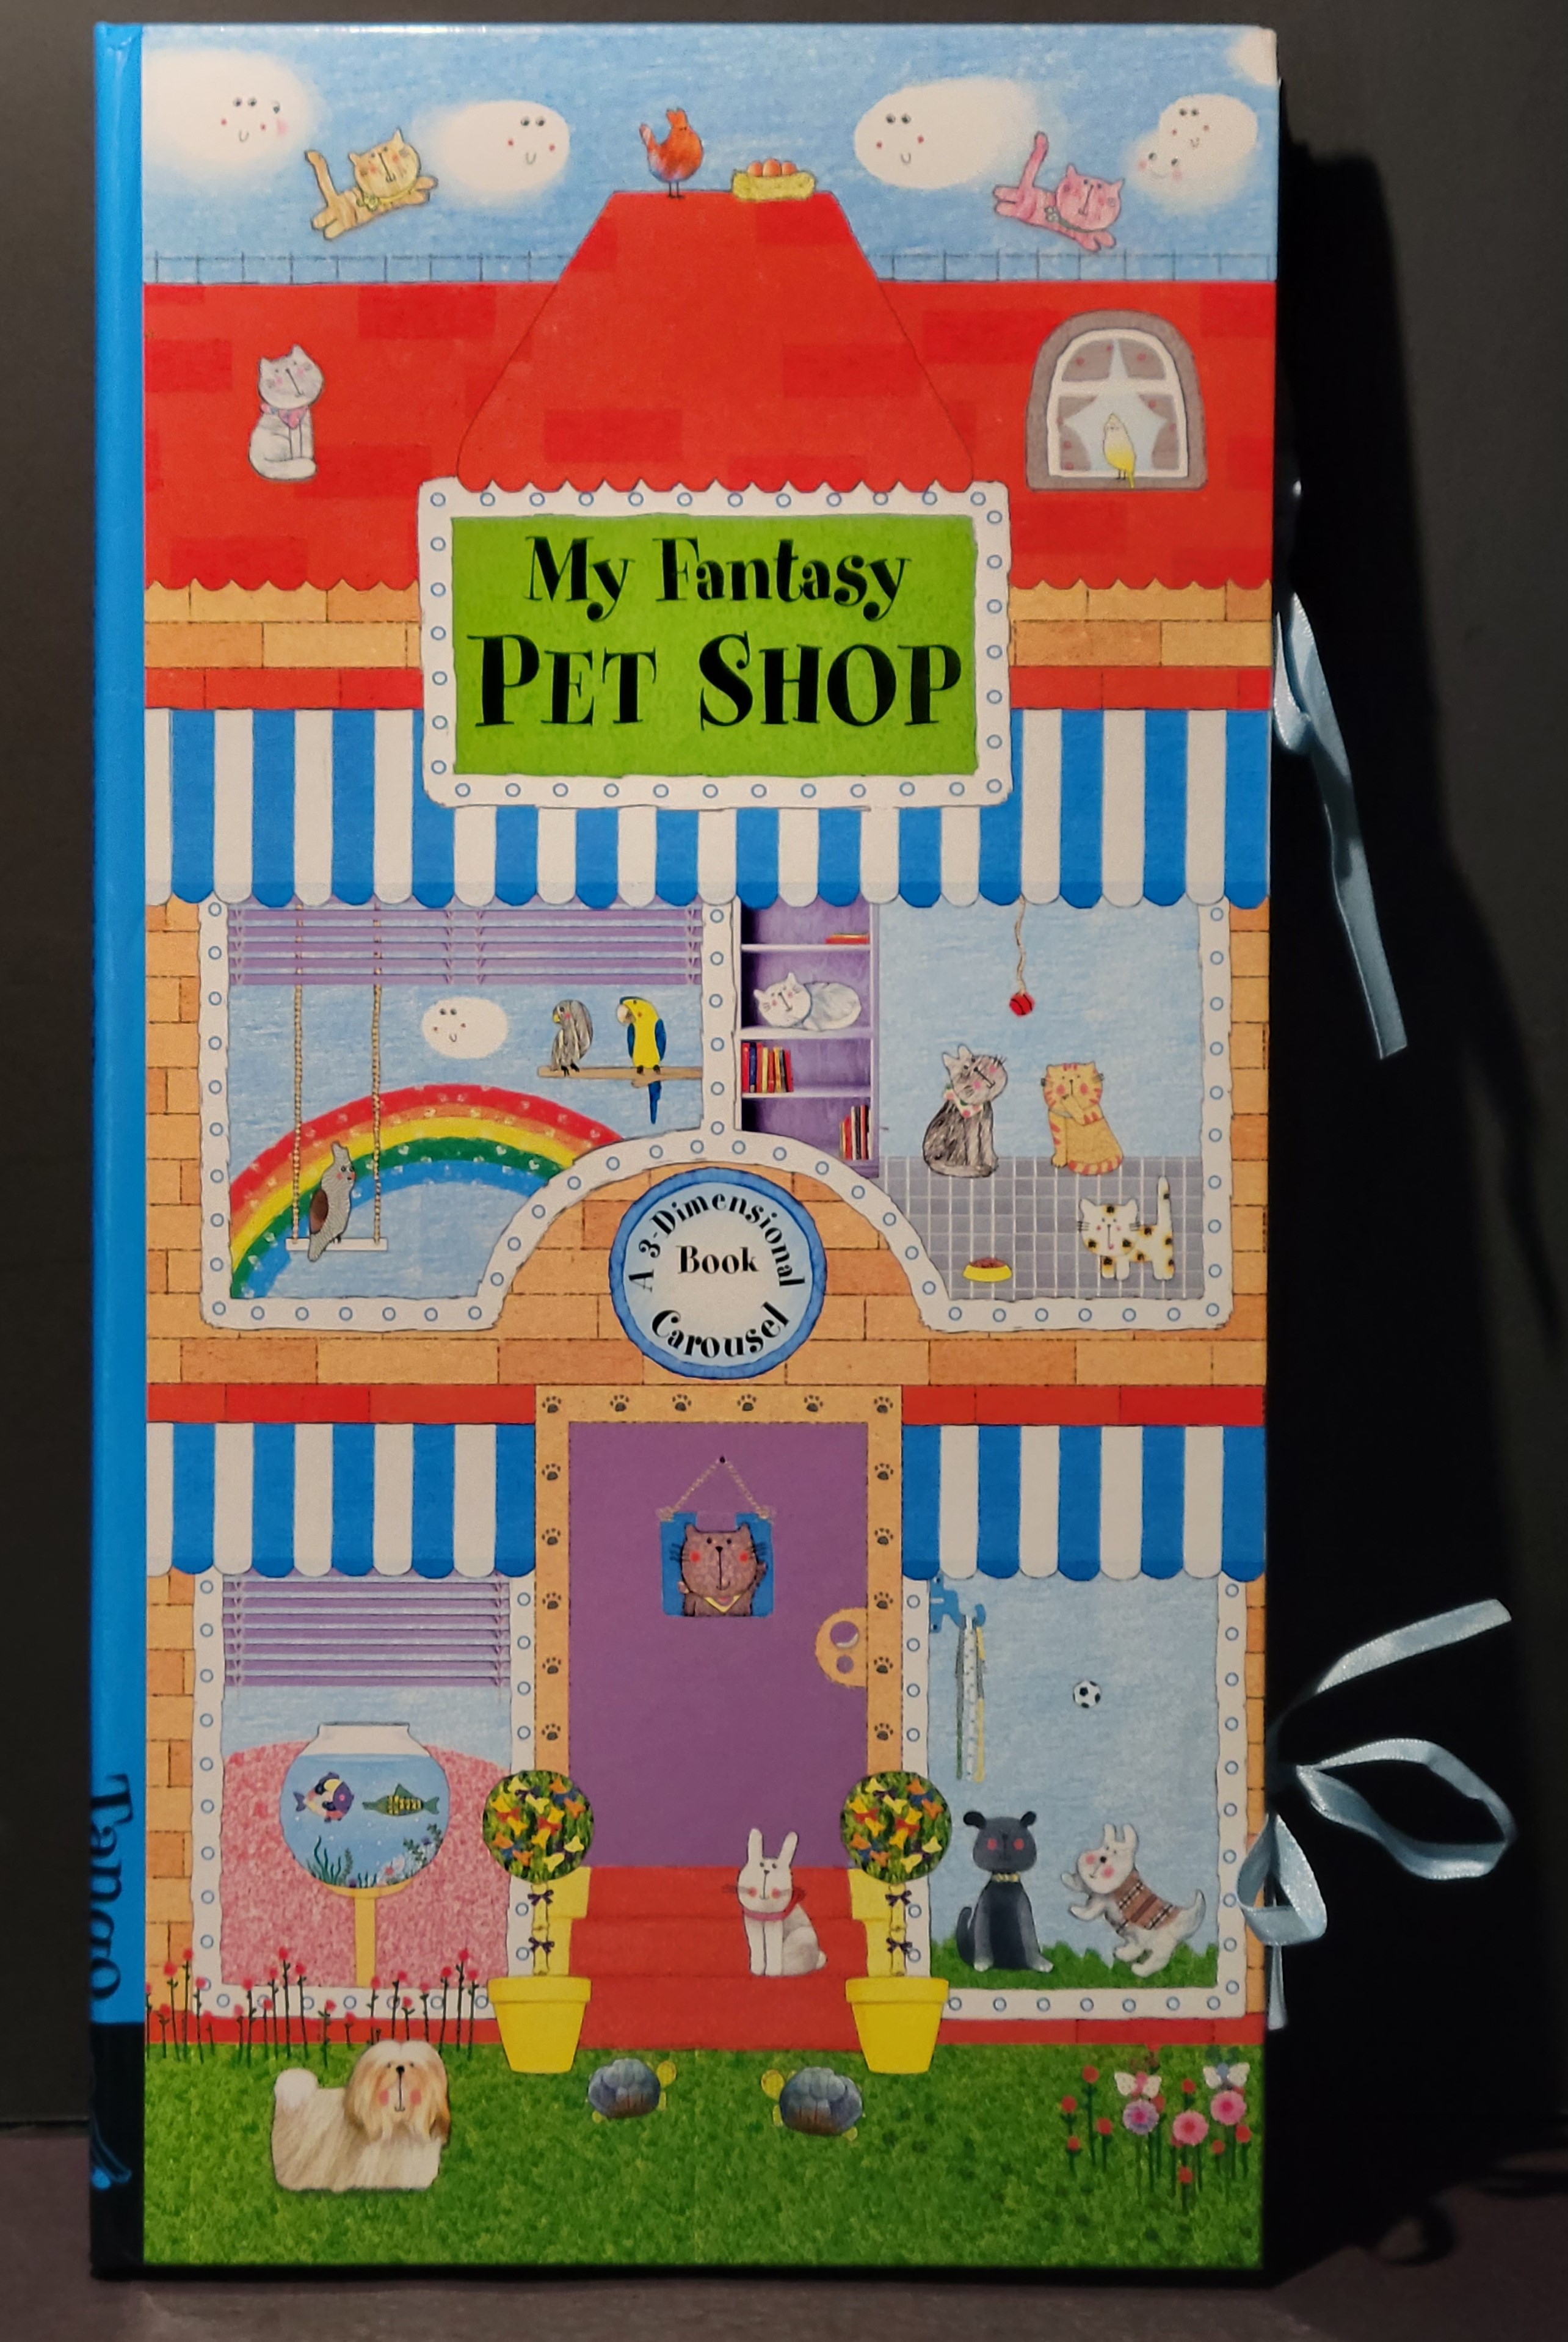 My Fantasy
PET SHOP
A 3-Dimensional
Book
Carousel
Tango